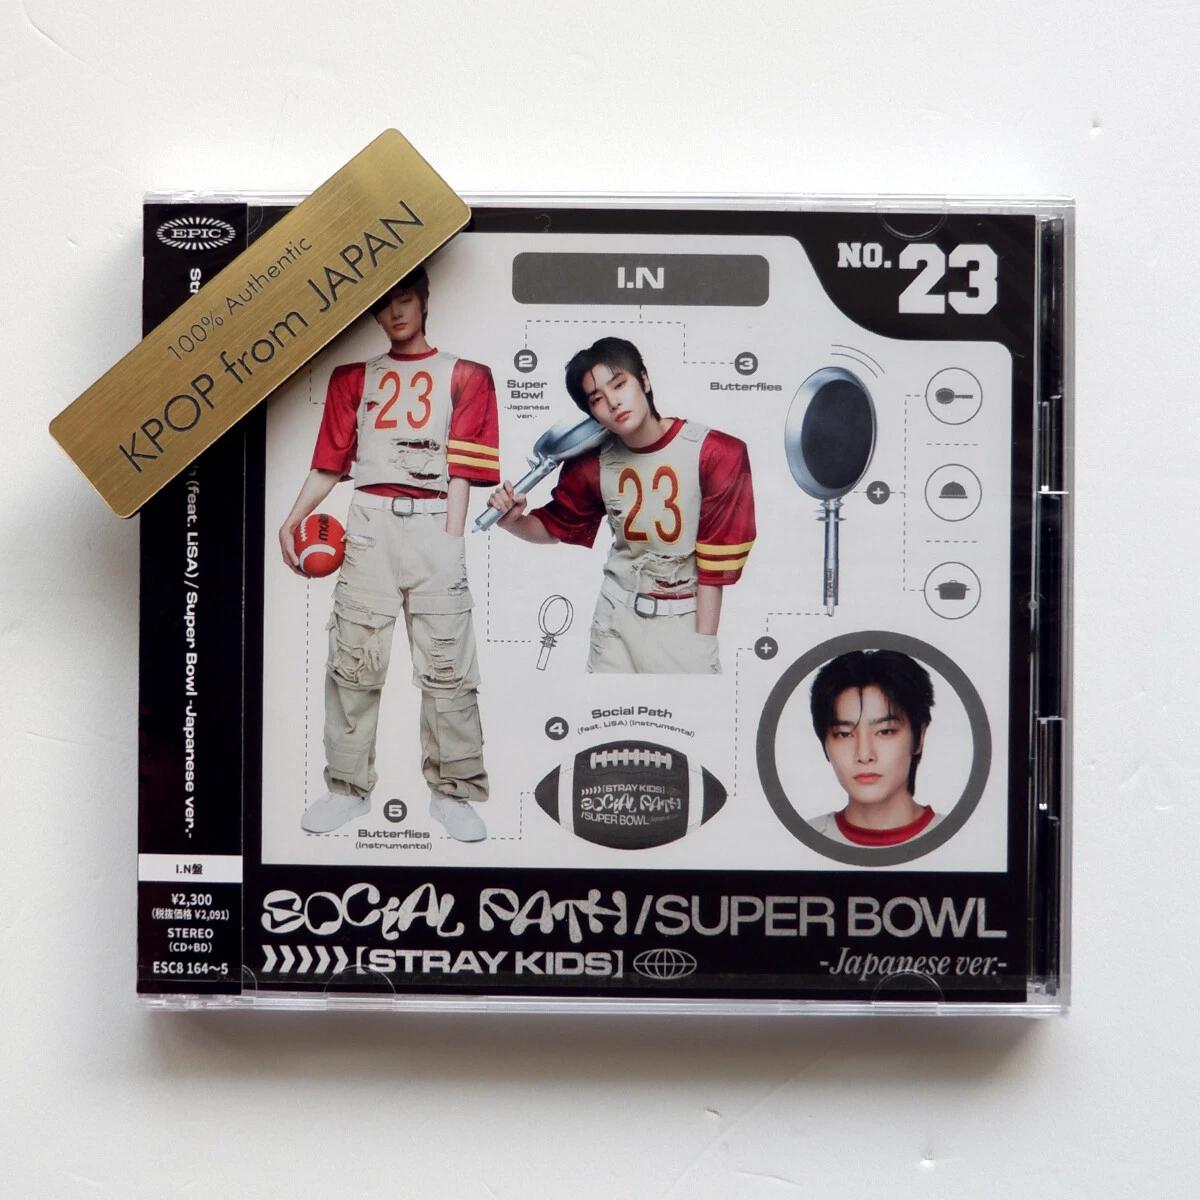 100% Authentic
KPOP from JAPAN
EPIC
(feat. LiSA) / Super Bowl -Japanese ver.-
I.N盤
¥2,300
(税抜価格 ¥2,091)
STEREO
(CD+BD)
ESC8 164～5
I.N
NO. 23
2
Super
Bowl
-Japanese
ver.-
3
Butterflies
23
23
molten
4
Social Path
(feat. LiSA) (Instrumental)
[STRAY KIDS]
SOCIAL PATH
/SUPER BOWL
5
Butterflies
(Instrumental)
SOCIAL PATH/SUPER BOWL
[STRAY KIDS]
-Japanese ver.-